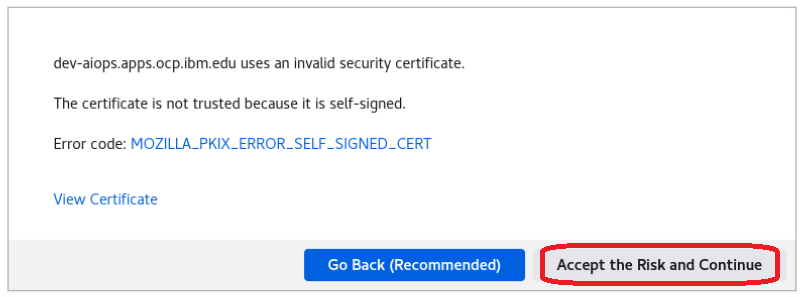 dev-aiops.apps.ocp.ibm.edu uses an invalid security certificate.
The certificate is not trusted because it is self-signed.
Error code: MOZILLA_PKIX_ERROR_SELF_SIGNED_CERT
View Certificate
Go Back (Recommended)
Accept the Risk and Continue